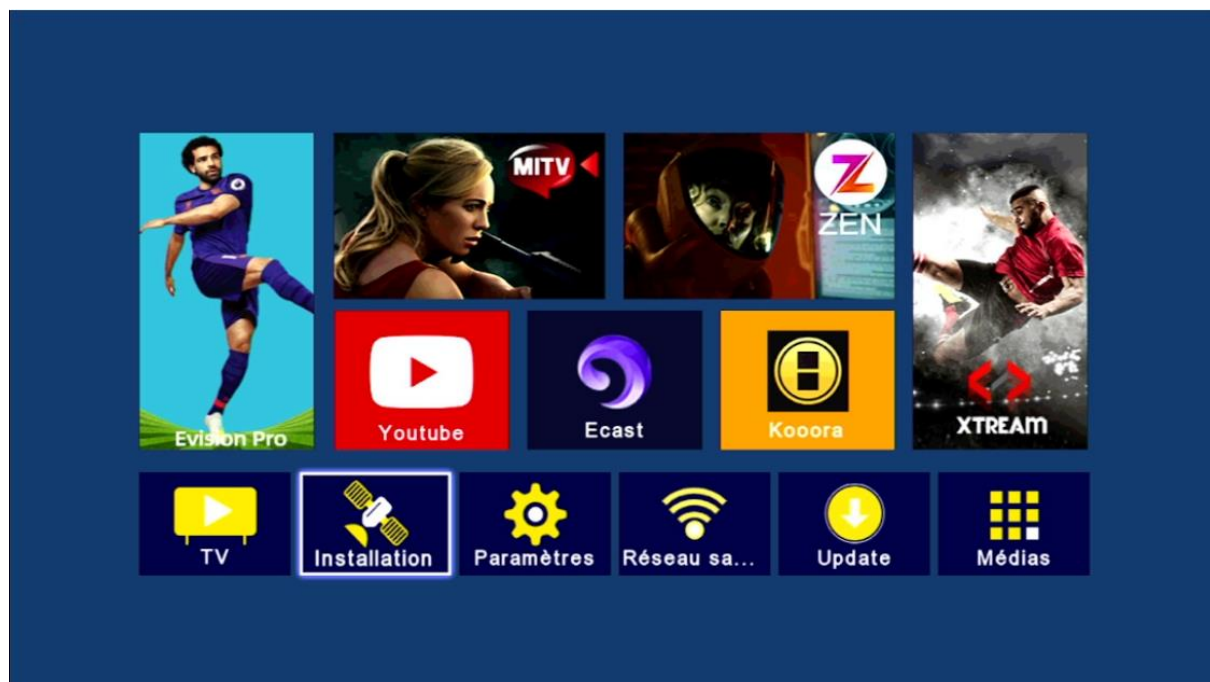 MITV
Z
ZEN
Evision Pro
Youtube
Ecast
Kooora
XTREAM
TV
Installation
Paramètres
Réseau sa...
Update
Médias